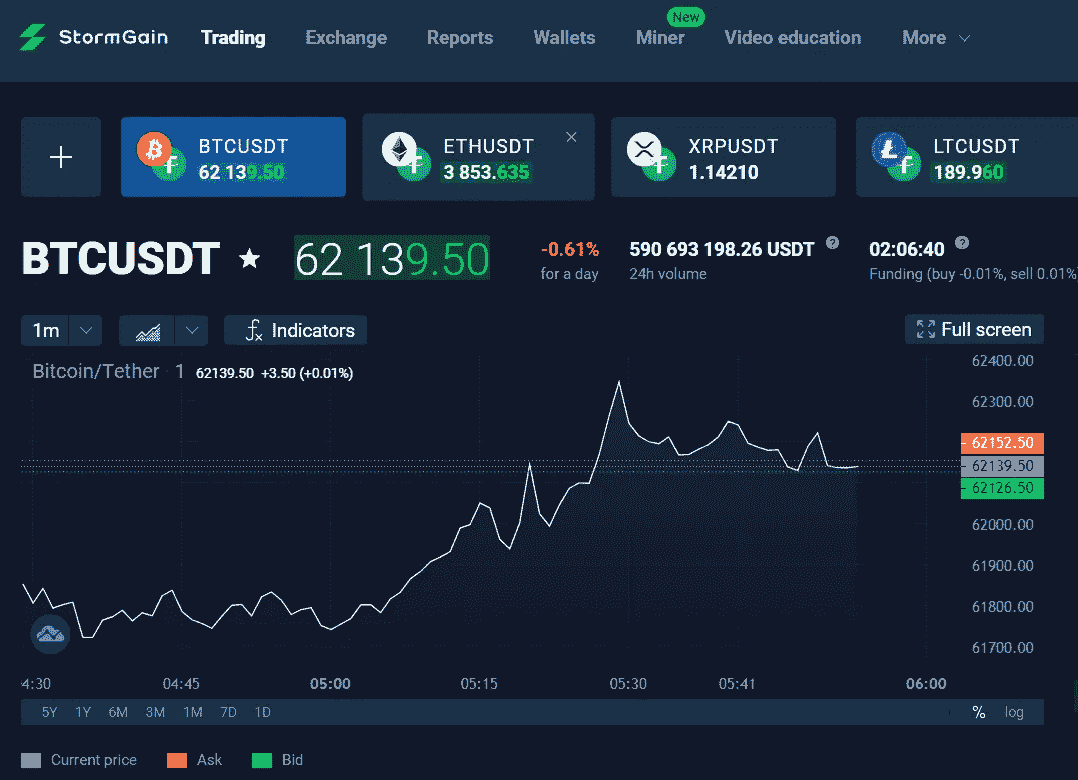 New
StormGain Trading Exchange Reports Wallets Miner Video education More
BTCUSDT ETHUSDT XRPUSDT LTCUSDT
62 139.50 3 853.635 1.14210 189.960
BTCUSDT 62 139.50 -0.61% 590 693 198.26 USDT ? 02:06:40 ?
for a day 24h volume Funding (buy -0.01%, sell 0.01%
1m Indicators Full screen
Bitcoin/Tether · 1 62139.50 +3.50 (+0.01%)
62400.00
62300.00
62152.50
62139.50
62126.50
62000.00
61900.00
61800.00
61700.00
4:30 04:45 05:00 05:15 05:30 05:41 06:00
5Y 1Y 6M 3M 1M 7D 1D % log
Current price Ask Bid